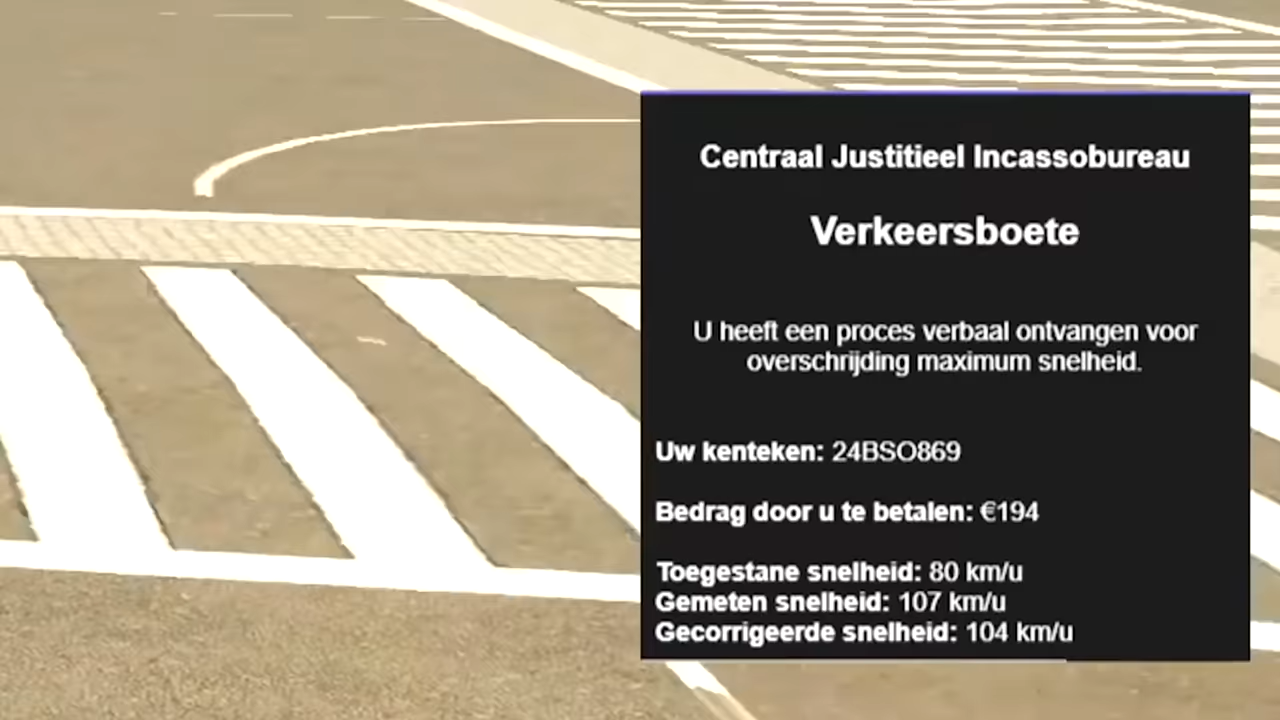 Centraal Justitieel Incassobureau
Verkeersboete
U heeft een proces verbaal ontvangen voor
overschrijding maximum snelheid.
Uw kenteken: 24BSO869
Bedrag door u te betalen: €194
Toegestane snelheid: 80 km/u
Gemeten snelheid: 107 km/u
Gecorrigeerde snelheid: 104 km/u